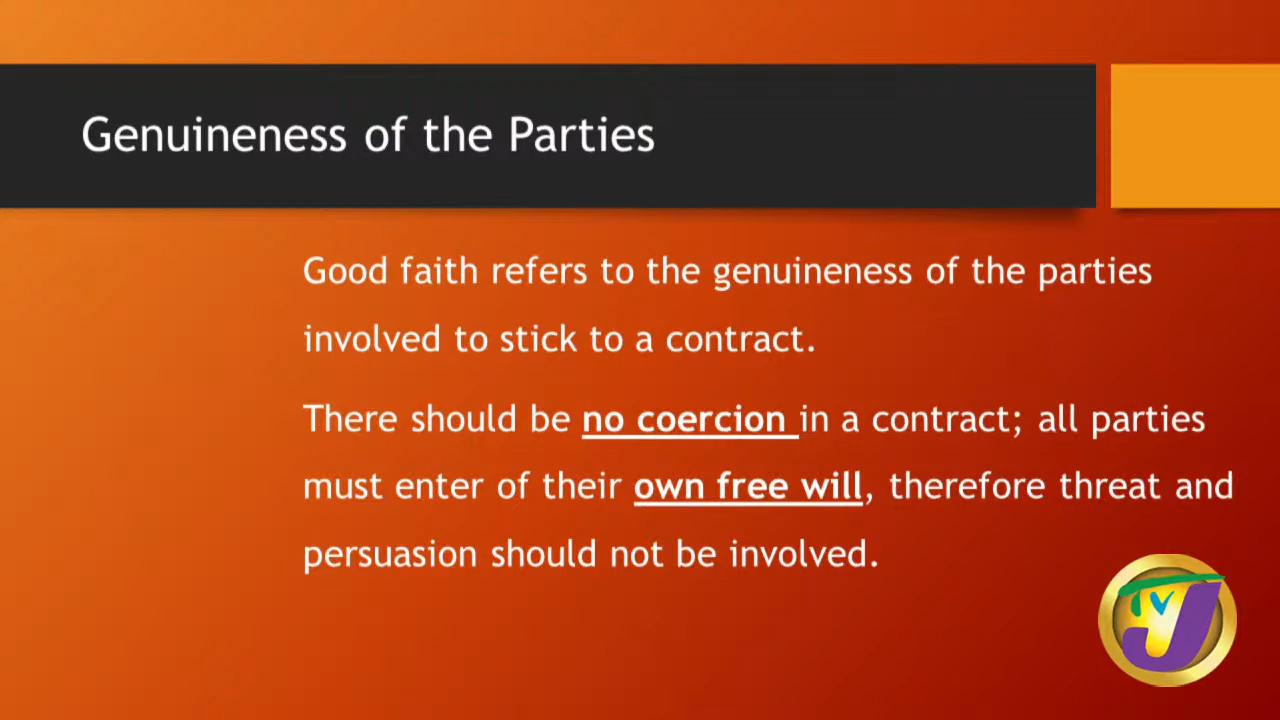 Genuineness of the Parties
Good faith refers to the genuineness of the parties
involved to stick to a contract.
There should be no coercion in a contract; all parties
must enter of their own free will, therefore threat and
persuasion should not be involved.
TVJ